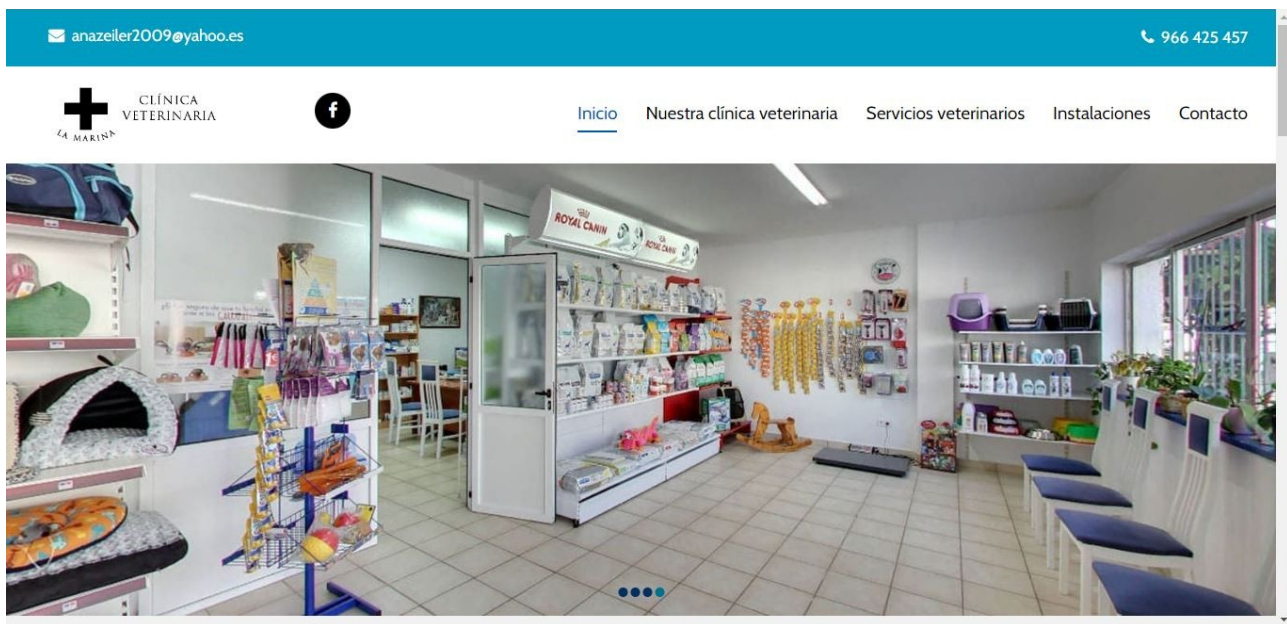 anazeiler2009@yahoo.es
966 425 457
CLÍNICA
VETERINARIA
LA MARINA
f
Inicio
Nuestra clínica veterinaria
Servicios veterinarios
Instalaciones
Contacto
ROYAL CANIN
ROYAL CANIN